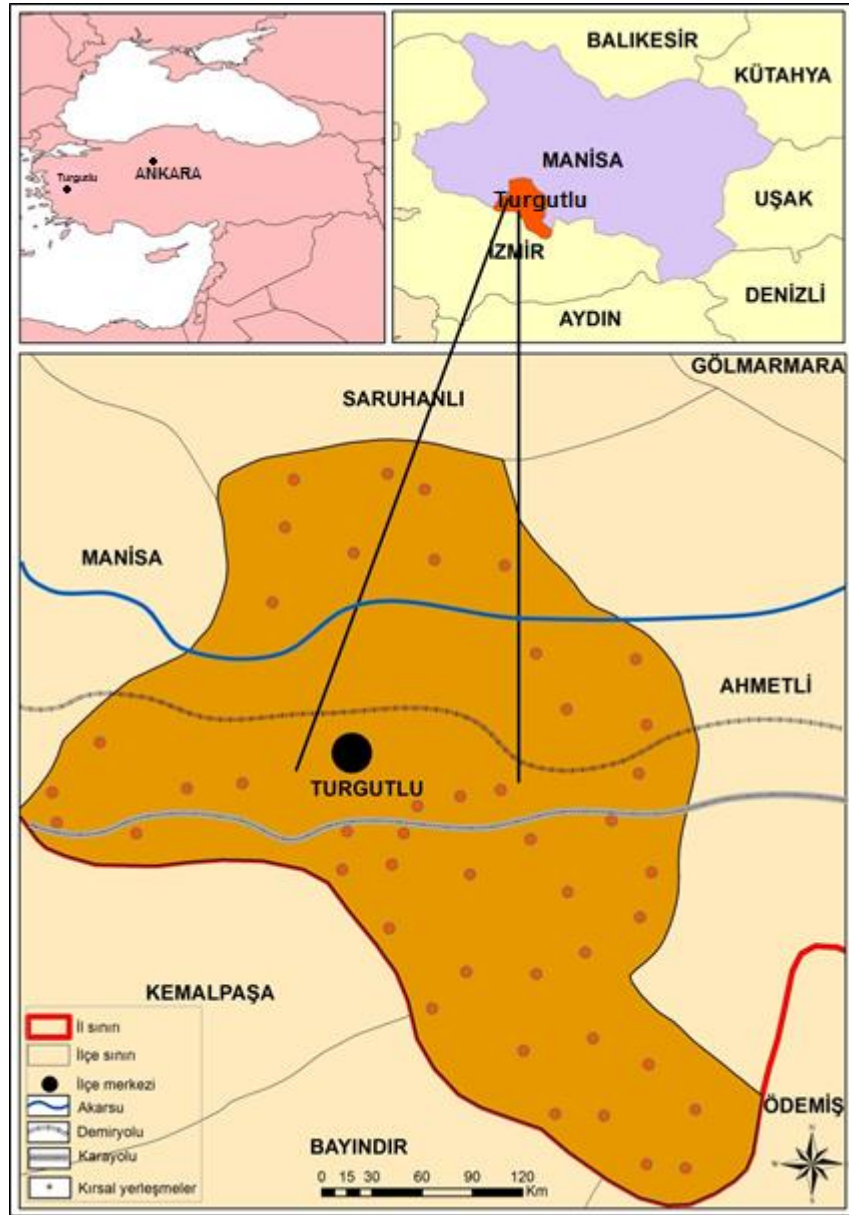 Turgutlu
ANKARA
BALIKESİR
KÜTAHYA
MANİSA
Turgutlu
UŞAK
İZMİR
DENİZLİ
AYDIN
GÖLMARMARA
SARUHANLI
MANİSA
AHMETLİ
TURGUTLU
KEMALPAŞA
ÖDEMİŞ
BAYINDIR
İl sınırı
İlçe sınırı
İlçe merkezi
Akarsu
Demiryolu
Karayolu
Kırsal yerleşmeler
0 15 30 60 90 120
Km